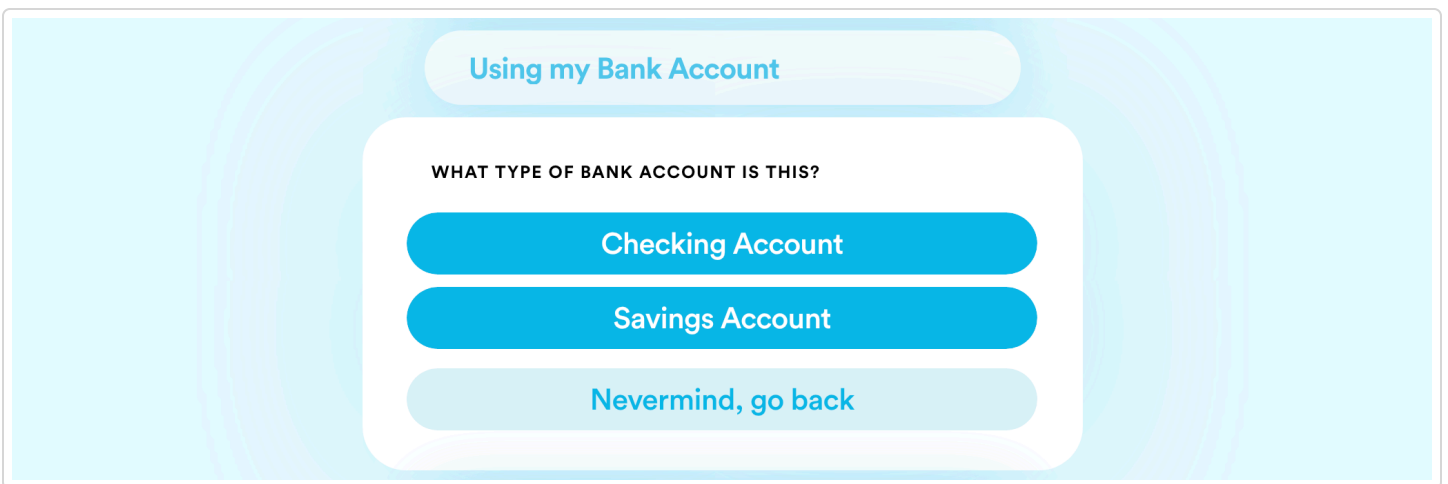 Using my Bank Account
WHAT TYPE OF BANK ACCOUNT IS THIS?
Checking Account
Savings Account
Nevermind, go back